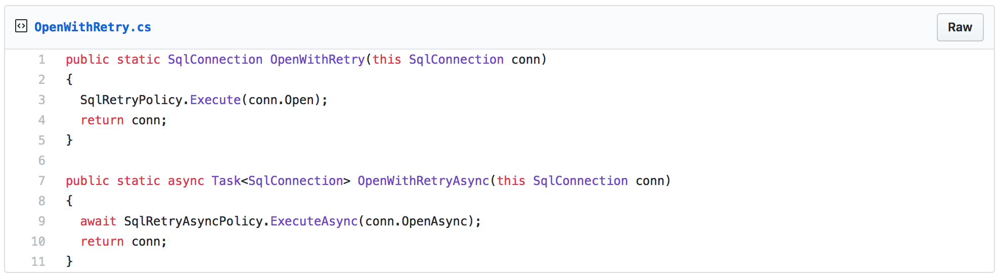 OpenWithRetry.cs
Raw
1 public static SqlConnection OpenWithRetry(this SqlConnection conn)
2 {
3   SqlRetryPolicy.Execute(conn.Open);
4   return conn;
5 }
6
7 public static async Task<SqlConnection> OpenWithRetryAsync(this SqlConnection conn)
8 {
9   await SqlRetryAsyncPolicy.ExecuteAsync(conn.OpenAsync);
10   return conn;
11 }